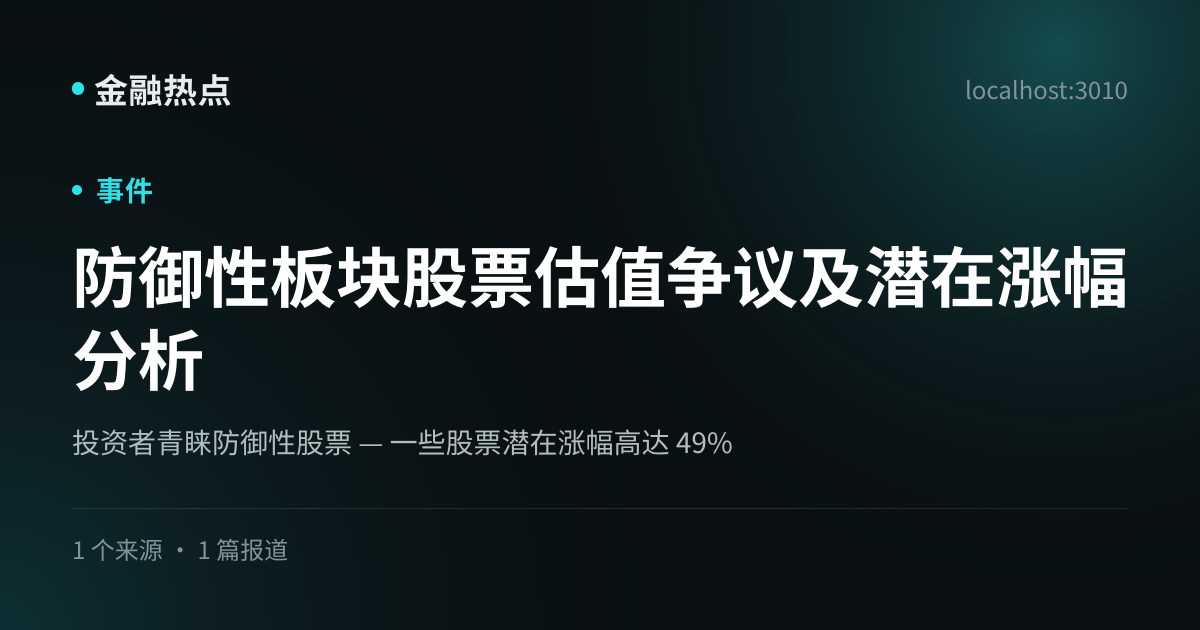 金融热点
localhost:3010
事件
防御性板块股票估值争议及潜在涨幅
分析
投资者青睐防御性股票 — 一些股票潜在涨幅高达 49%
1 个来源 · 1 篇报道